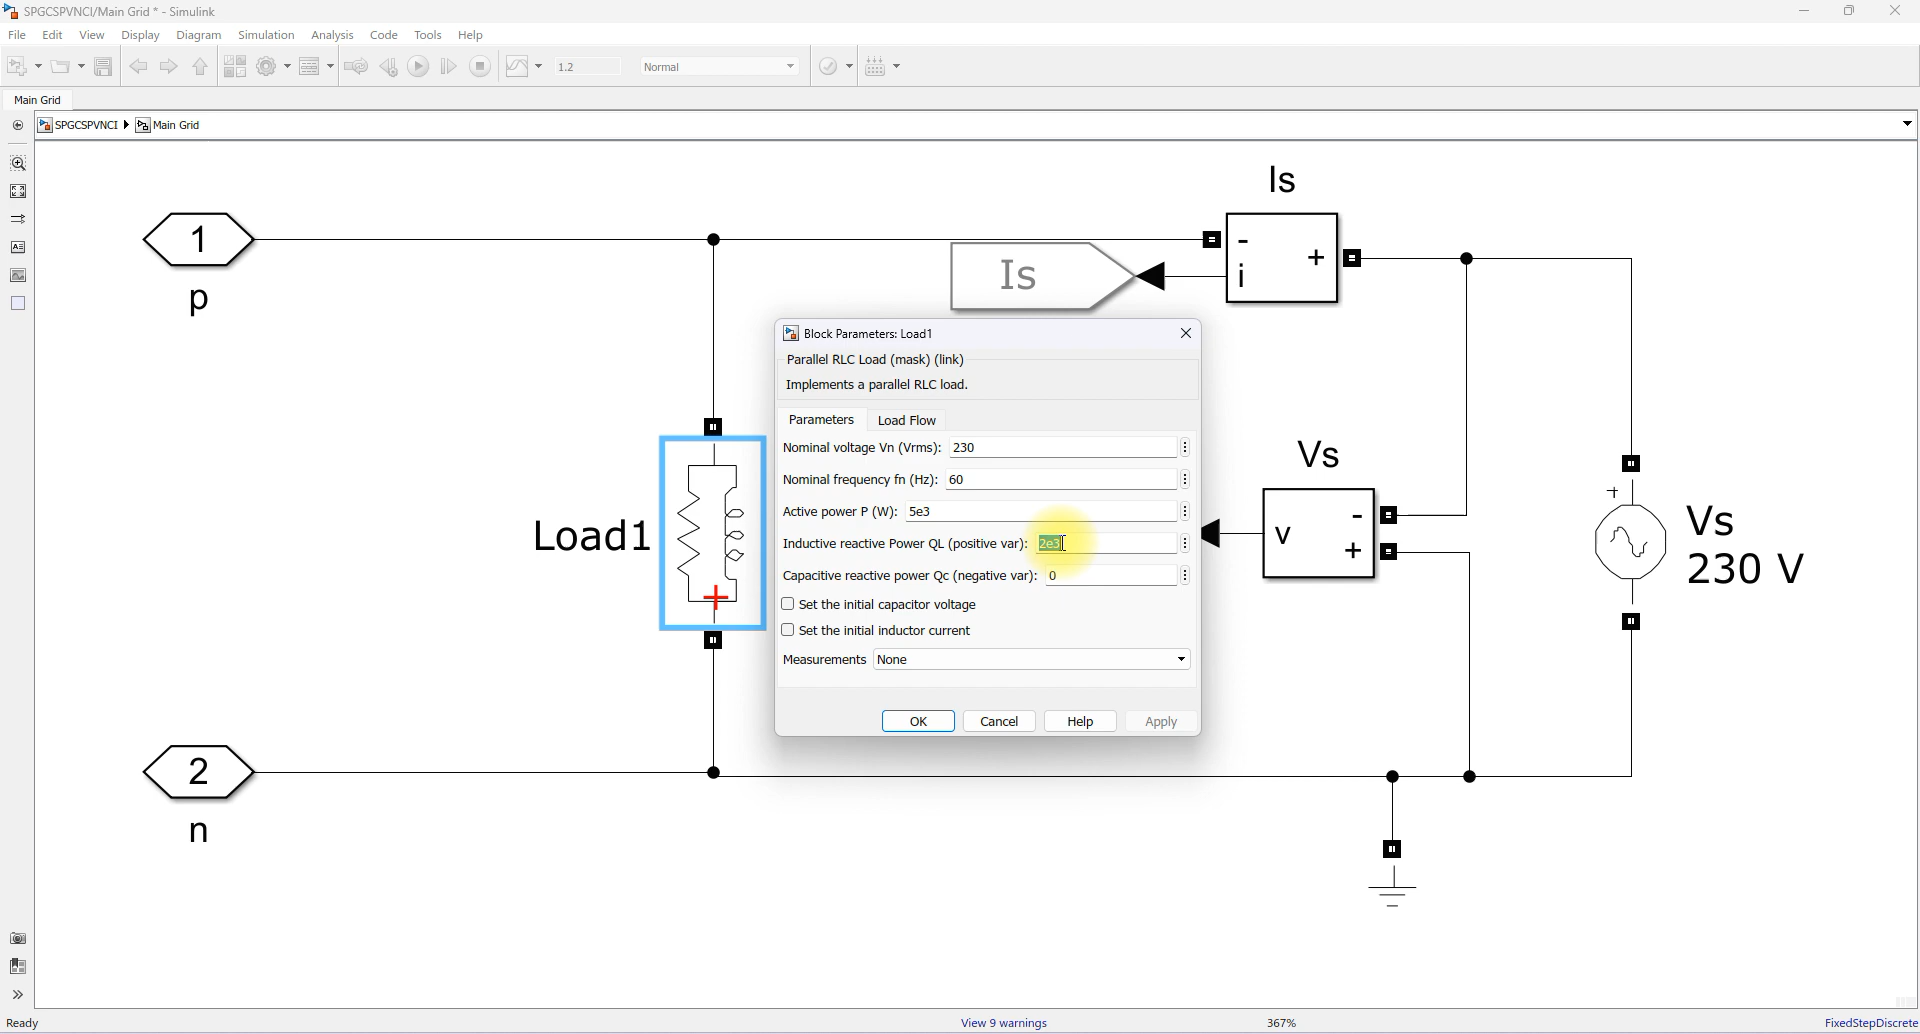 SPGCSPVNCI/Main Grid * - Simulink
File Edit View Display Diagram Simulation Analysis Code Tools Help
1.2 Normal
Main Grid
SPGCSPVNCI Main Grid
Is
1
p
Is
-
+
i
Block Parameters: Load1
Parallel RLC Load (mask) (link)
Implements a parallel RLC load.
Parameters Load Flow
Nominal voltage Vn (Vrms): 230
Nominal frequency fn (Hz): 60
Active power P (W): 5e3
Inductive reactive Power QL (positive var): 2e3
Capacitive reactive power Qc (negative var): 0
Set the initial capacitor voltage
Set the initial inductor current
Measurements None
OK Cancel Help Apply
Load1
Vs
v
-
+
+
Vs
230 V
2
n
Ready View 9 warnings 367% FixedStepDiscrete